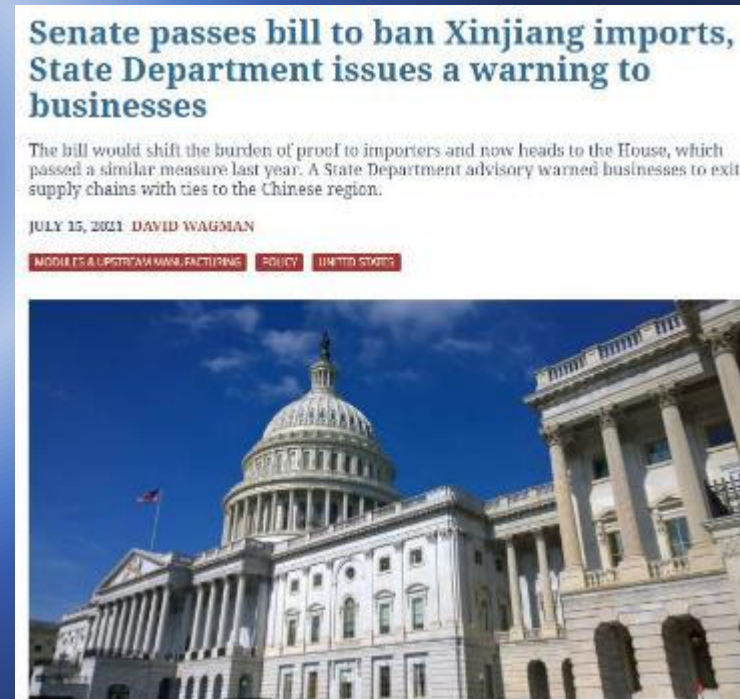 Senate passes bill to ban Xinjiang imports,
State Department issues a warning to
businesses
The bill would shift the burden of proof to importers and now heads to the House, which
passed a similar measure last year. A State Department advisory warned businesses to exit
supply chains with ties to the Chinese region.
JULY 15, 2021 DAVID WAGMAN
MODULES & UPSTREAM MANUFACTURING POLICY UNITED STATES